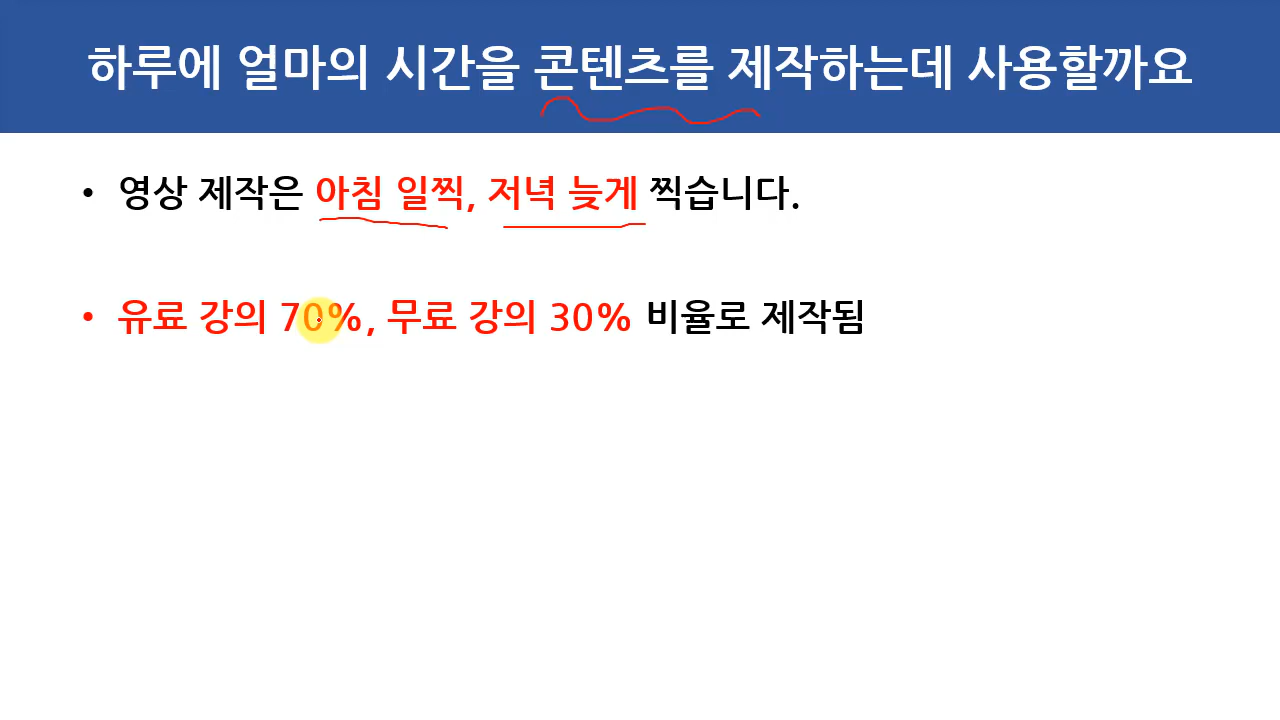 하루에 얼마의 시간을 콘텐츠를 제작하는데 사용할까요
• 영상 제작은 아침 일찍, 저녁 늦게 찍습니다.
• 유료 강의 70%, 무료 강의 30% 비율로 제작됨